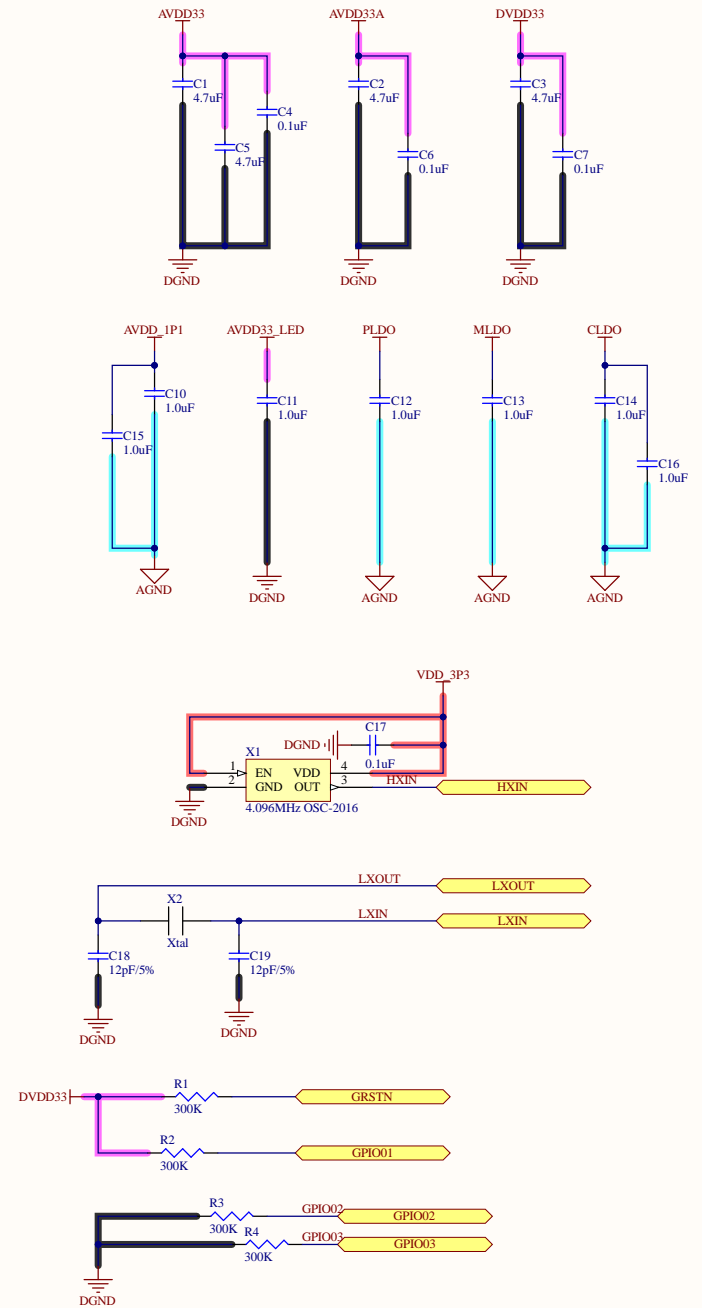 AVDD33
AVDD33A
DVDD33
C1
4.7uF
C4
0.1uF
C5
4.7uF
C2
4.7uF
C6
0.1uF
C3
4.7uF
C7
0.1uF
DGND
DGND
DGND
AVDD_1P1
AVDD33_LED
PLDO
MLDO
CLDO
C10
1.0uF
C15
1.0uF
C11
1.0uF
C12
1.0uF
C13
1.0uF
C14
1.0uF
C16
1.0uF
AGND
DGND
AGND
AGND
AGND
VDD_3P3
C17
DGND
0.1uF
X1
1
EN
VDD
4
2
GND
OUT
3
HXIN
HXIN
4.096MHz OSC-2016
DGND
LXOUT
LXOUT
X2
LXIN
LXIN
Xtal
C18
12pF/5%
C19
12pF/5%
DGND
DGND
DVDD33
R1
300K
GRSTN
R2
300K
GPIO01
R3
300K
GPIO02
GPIO02
R4
300K
GPIO03
GPIO03
DGND